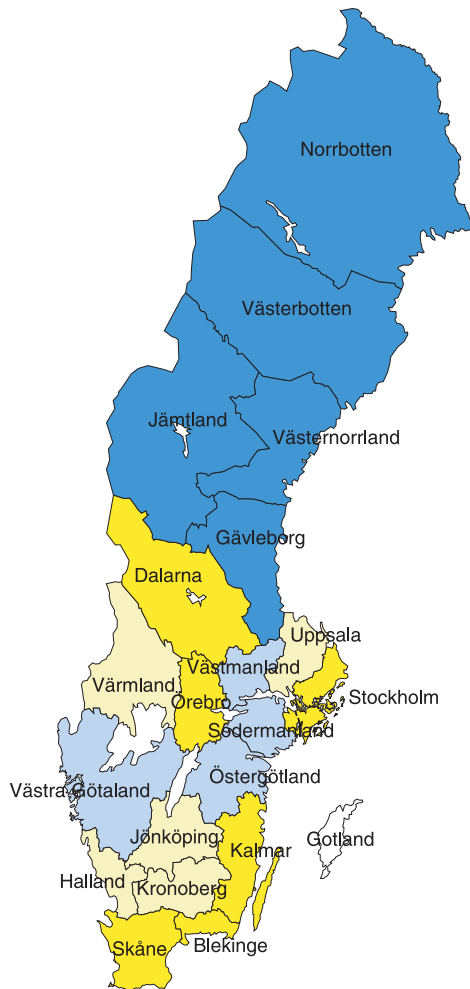 Norrbotten
Västerbotten
Jämtland
Västernorrland
Gävleborg
Dalarna
Uppsala
Västmanland
Värmland
Örebro
Stockholm
Södermanland
Östergötland
Västra Götaland
Jönköping
Gotland
Kalmar
Halland
Kronoberg
Blekinge
Skåne